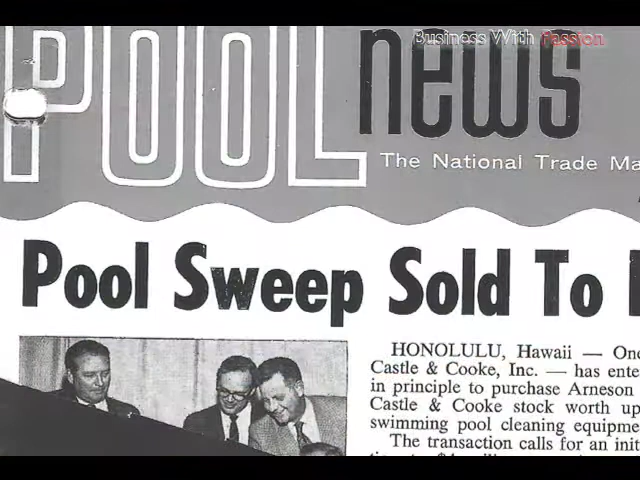 Business With Passion
POOL news
The National Trade Ma
Pool Sweep Sold To
HONOLULU, Hawaii — One
Castle & Cooke, Inc. — has ente
in principle to purchase Arneson
Castle & Cooke stock worth up
swimming pool cleaning equipme
The transaction calls for an init